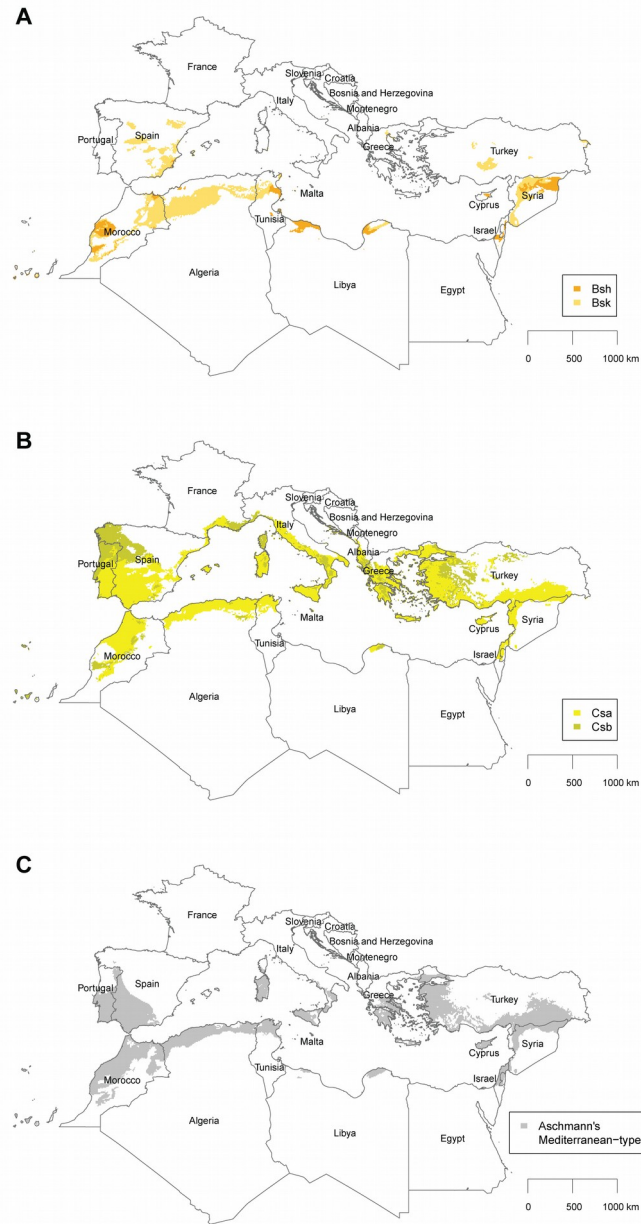 A
France
Slovenia
Croatia
Bosnia and Herzegovina
Italy
Montenegro
Albania
Portugal
Spain
Greece
Turkey
Malta
Cyprus
Syria
Tunisia
Israel
Morocco
Algeria
Libya
Egypt
Bsh
Bsk
0 500 1000 km
B
France
Slovenia
Croatia
Italy
Bosnia and Herzegovina
Montenegro
Albania
Portugal
Spain
Greece
Turkey
Malta
Cyprus
Syria
Tunisia
Israel
Morocco
Algeria
Libya
Egypt
Csa
Csb
0 500 1000 km
C
France
Slovenia
Croatia
Italy
Bosnia and Herzegovina
Montenegro
Albania
Portugal
Spain
Greece
Turkey
Malta
Cyprus
Syria
Tunisia
Israel
Morocco
Algeria
Libya
Egypt
Aschmann's
Mediterranean−type
0 500 1000 km